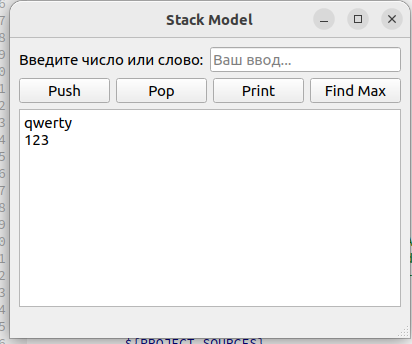 Stack Model
Введите число или слово: Ваш ввод...
Push Pop Print Find Max
qwerty
123
${PROJECT_SOURCES}